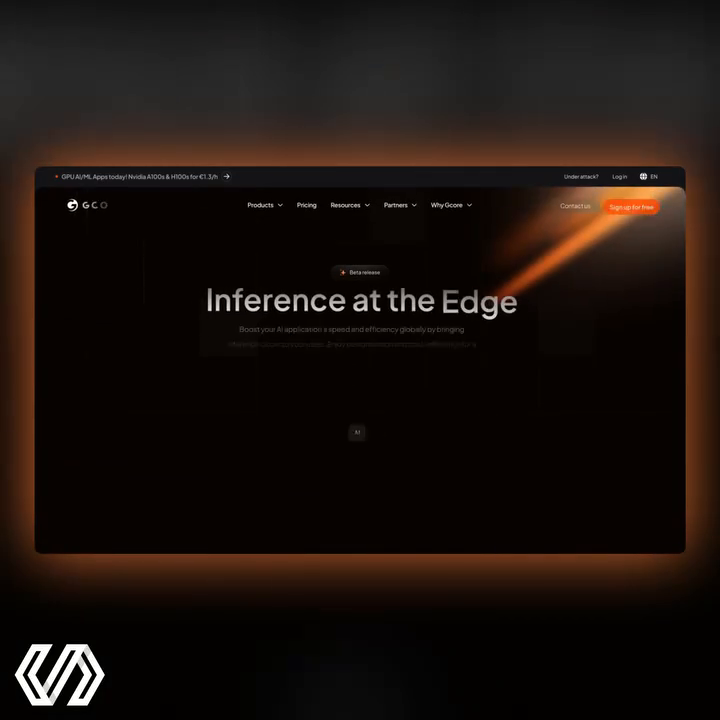 GPU AI/ML Apps today! Nvidia A100s & H100s for €1.3/h
Under attack? Log in EN
GCO
Products Pricing Resources Partners Why Gcore
Contact us Sign up for free
Beta release
Inference at the Edge
Boost your AI application's speed and efficiency globally by bringing
AI